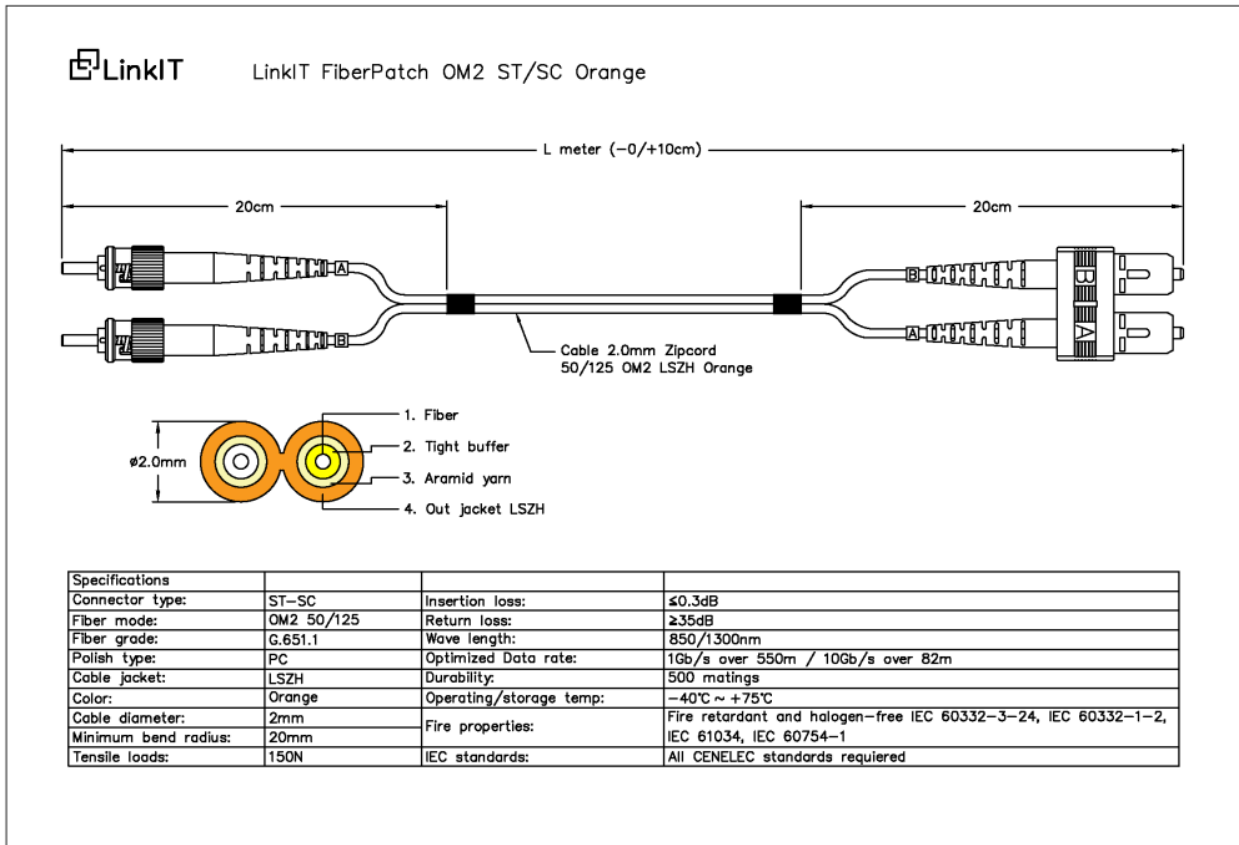 LinkIT
LinkIT FiberPatch OM2 ST/SC Orange
L meter (-0/+10cm)
20cm
20cm
A
B
B
A
B
A
Cable 2.0mm Zipcord
50/125 OM2 LSZH Orange
1. Fiber
2. Tight buffer
ø2.0mm
3. Aramid yarn
4. Out jacket LSZH
Specifications
Connector type: ST-SC Insertion loss: ≤0.3dB
Fiber mode: OM2 50/125 Return loss: ≥35dB
Fiber grade: G.651.1 Wave length: 850/1300nm
Polish type: PC Optimized Data rate: 1Gb/s over 550m / 10Gb/s over 82m
Cable jacket: LSZH Durability: 500 matings
Color: Orange Operating/storage temp: -40℃ ~ +75℃
Cable diameter: 2mm Fire properties: Fire retardant and halogen-free IEC 60332-3-24, IEC 60332-1-2,
Minimum bend radius: 20mm IEC 61034, IEC 60754-1
Tensile loads: 150N IEC standards: All CENELEC standards requiered